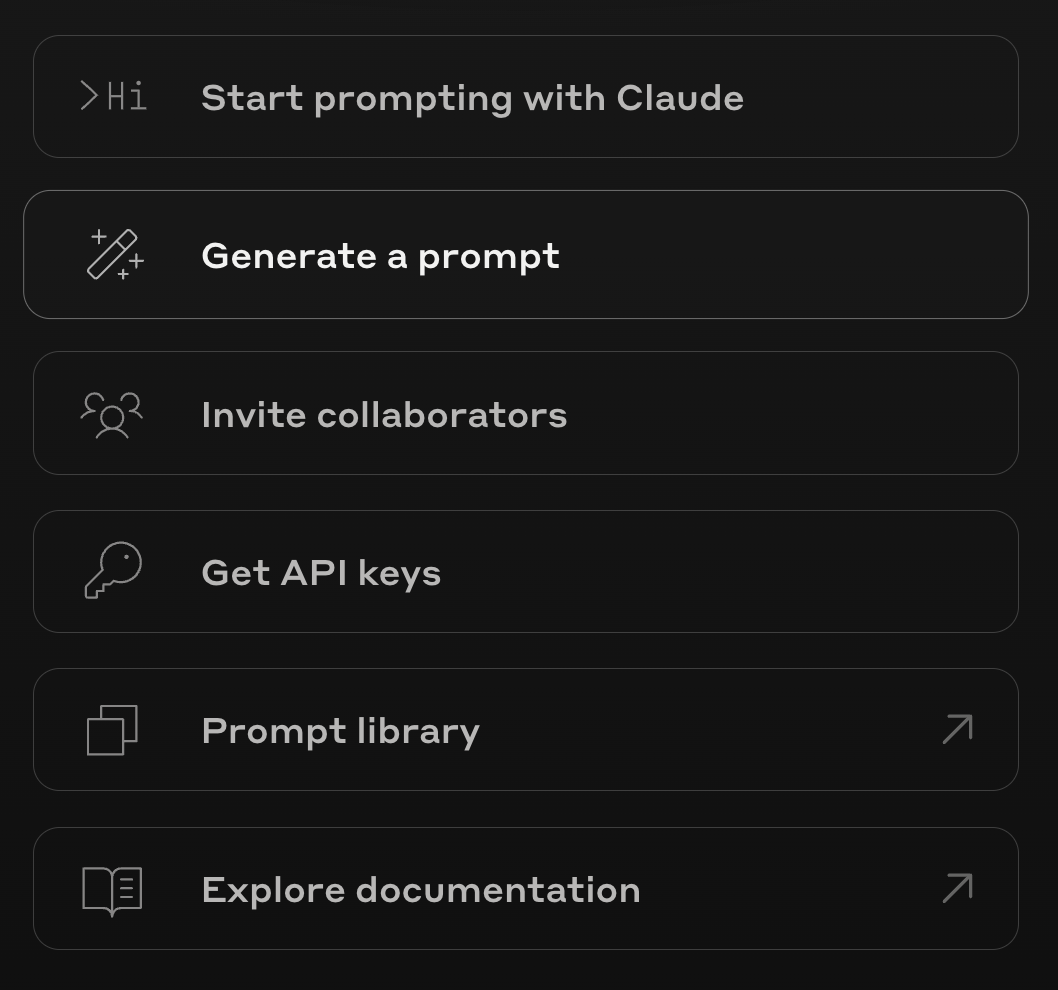 >Hi
Start prompting with Claude
Generate a prompt
Invite collaborators
Get API keys
Prompt library
Explore documentation